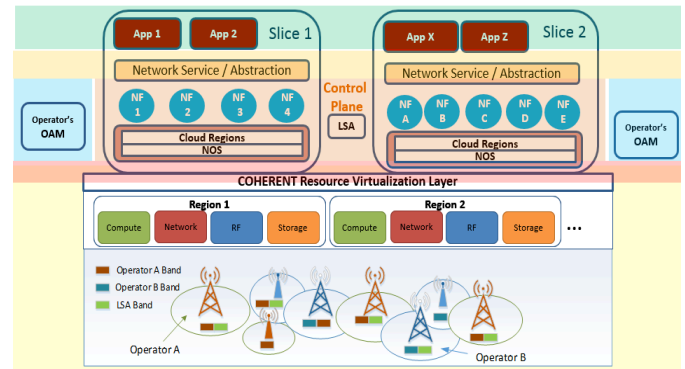 App 1
App 2
Slice 1
App X
App Z
Slice 2
Network Service / Abstraction
Network Service / Abstraction
Control
Plane
LSA
NF
1
NF
2
NF
3
NF
4
NF
A
NF
B
NF
C
NF
D
NF
E
Operator's
OAM
Operator's
OAM
Cloud Regions
NOS
Cloud Regions
NOS
COHERENT Resource Virtualization Layer
Region 1
Region 2
Compute
Network
RF
Storage
Compute
Network
RF
Storage
...
Operator A Band
Operator B Band
LSA Band
Operator A
Operator B